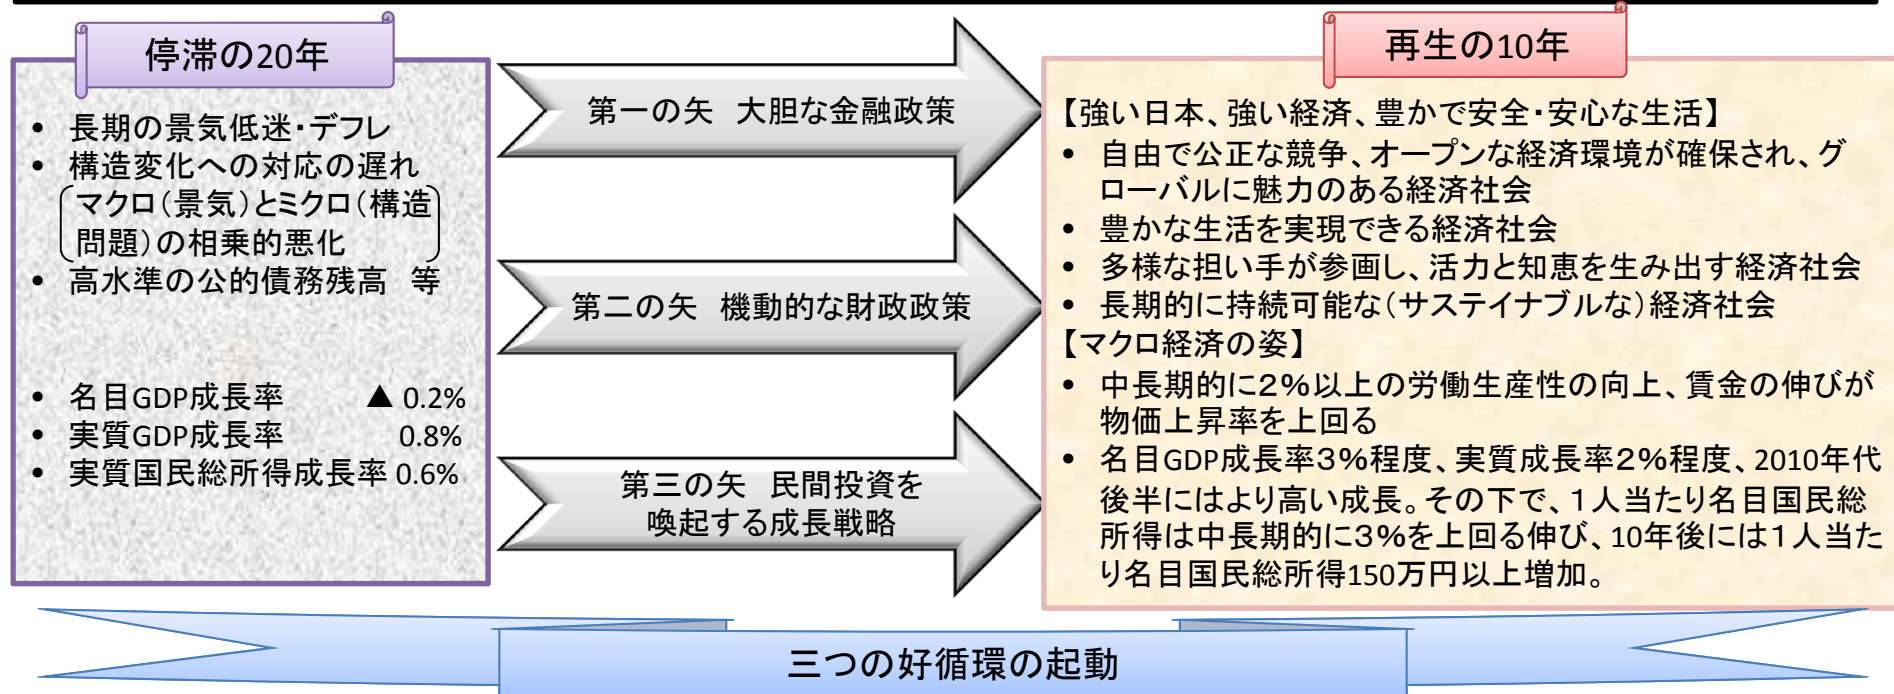 停滞の20年
• 長期の景気低迷・デフレ
• 構造変化への対応の遅れ
マクロ（景気）とミクロ（構造
問題）の相乗的悪化
• 高水準の公的債務残高　等
• 名目GDP成長率　▲ 0.2%
• 実質GDP成長率　0.8%
• 実質国民総所得成長率 0.6%
第一の矢　大胆な金融政策
第二の矢　機動的な財政政策
第三の矢　民間投資を
喚起する成長戦略
再生の10年
【強い日本、強い経済、豊かで安全・安心な生活】
• 自由で公正な競争、オープンな経済環境が確保され、グ
ローバルに魅力のある経済社会
• 豊かな生活を実現できる経済社会
• 多様な担い手が参画し、活力と知恵を生み出す経済社会
• 長期的に持続可能な（サステイナブルな）経済社会
【マクロ経済の姿】
• 中長期的に２％以上の労働生産性の向上、賃金の伸びが
物価上昇率を上回る
• 名目GDP成長率３％程度、実質成長率２％程度、2010年代
後半にはより高い成長。その下で、１人当たり名目国民総
所得は中長期的に３％を上回る伸び、10年後には１人当た
り名目国民総所得150万円以上増加。
三つの好循環の起動